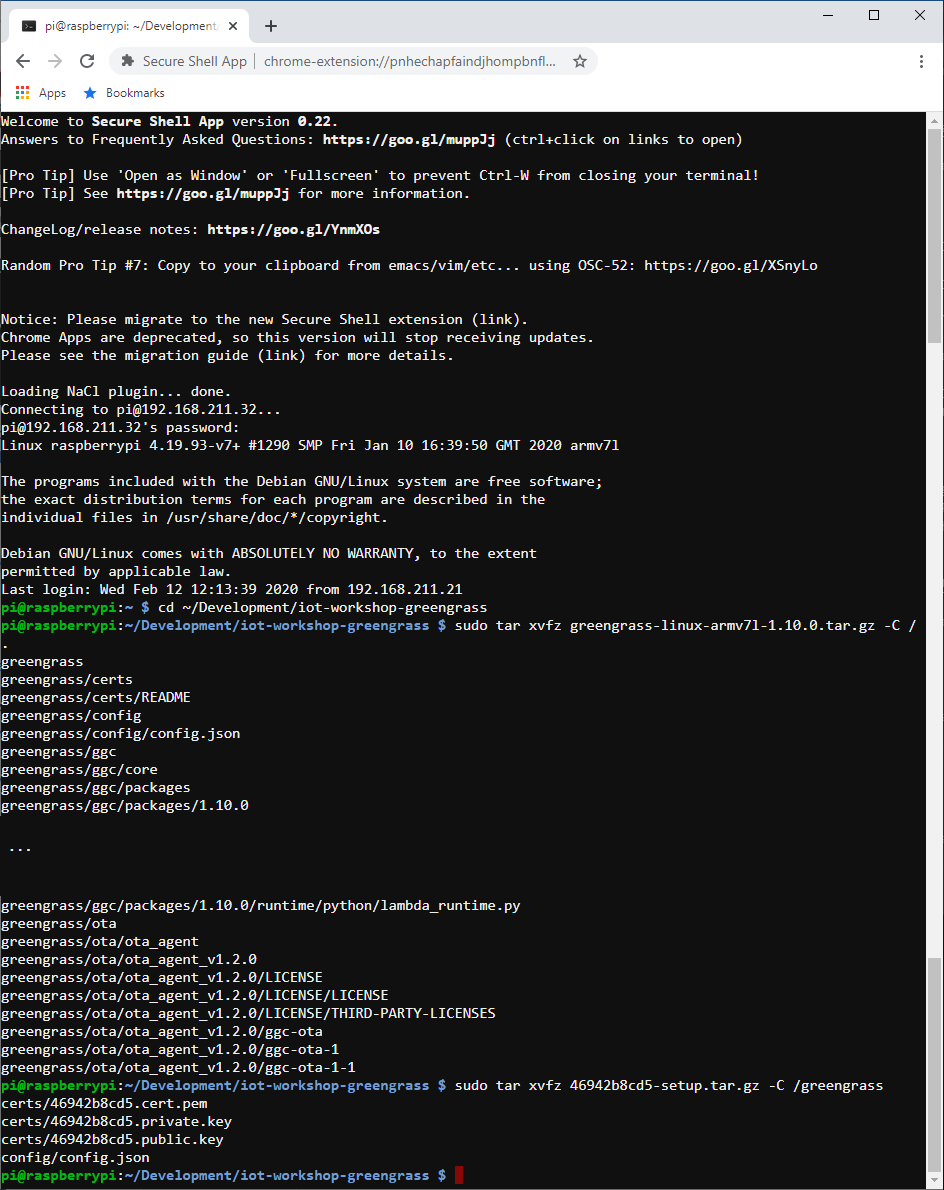 pi@raspberrypi: ~/Development/
Secure Shell App | chrome-extension://pnhechapfaindjhompbnfl...
Apps Bookmarks
Welcome to Secure Shell App version 0.22.
Answers to Frequently Asked Questions: https://goo.gl/muppJj (ctrl+click on links to open)
[Pro Tip] Use 'Open as Window' or 'Fullscreen' to prevent Ctrl-W from closing your terminal!
[Pro Tip] See https://goo.gl/muppJj for more information.
ChangeLog/release notes: https://goo.gl/YnmXOs
Random Pro Tip #7: Copy to your clipboard from emacs/vim/etc... using OSC-52: https://goo.gl/XSnyLo
Notice: Please migrate to the new Secure Shell extension (link).
Chrome Apps are deprecated, so this version will stop receiving updates.
Please see the migration guide (link) for more details.
Loading NaCl plugin... done.
Connecting to pi@192.168.211.32...
pi@192.168.211.32's password:
Linux raspberrypi 4.19.93-v7+ #1290 SMP Fri Jan 10 16:39:50 GMT 2020 armv7l
The programs included with the Debian GNU/Linux system are free software;
the exact distribution terms for each program are described in the
individual files in /usr/share/doc/*/copyright.
Debian GNU/Linux comes with ABSOLUTELY NO WARRANTY, to the extent
permitted by applicable law.
Last login: Wed Feb 12 12:13:39 2020 from 192.168.211.21
pi@raspberrypi:~ $ cd ~/Development/iot-workshop-greengrass
pi@raspberrypi:~/Development/iot-workshop-greengrass $ sudo tar xvfz greengrass-linux-armv7l-1.10.0.tar.gz -C /
.
greengrass
greengrass/certs
greengrass/certs/README
greengrass/config
greengrass/config/config.json
greengrass/ggc
greengrass/ggc/core
greengrass/ggc/packages
greengrass/ggc/packages/1.10.0
...
greengrass/ggc/packages/1.10.0/runtime/python/lambda_runtime.py
greengrass/ota
greengrass/ota/ota_agent
greengrass/ota/ota_agent_v1.2.0
greengrass/ota/ota_agent_v1.2.0/LICENSE
greengrass/ota/ota_agent_v1.2.0/LICENSE/LICENSE
greengrass/ota/ota_agent_v1.2.0/LICENSE/THIRD-PARTY-LICENSES
greengrass/ota/ota_agent_v1.2.0/ggc-ota
greengrass/ota/ota_agent_v1.2.0/ggc-ota-1
greengrass/ota/ota_agent_v1.2.0/ggc-ota-1-1
pi@raspberrypi:~/Development/iot-workshop-greengrass $ sudo tar xvfz 46942b8cd5-setup.tar.gz -C /greengrass
certs/46942b8cd5.cert.pem
certs/46942b8cd5.private.key
certs/46942b8cd5.public.key
config/config.json
pi@raspberrypi:~/Development/iot-workshop-greengrass $